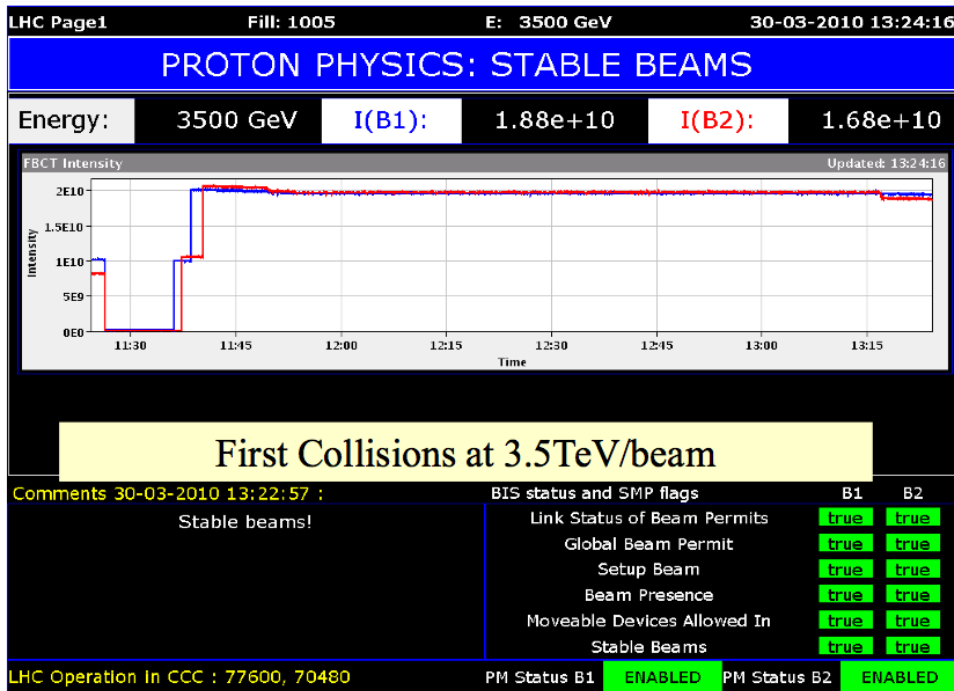 LHC Page1 Fill: 1005 E: 3500 GeV 30-03-2010 13:24:16
PROTON PHYSICS: STABLE BEAMS
Energy: 3500 GeV I(B1): 1.88e+10 I(B2): 1.68e+10
FBCT Intensity Updated: 13:24:16
2E10
1.5E10
1E10
5E9
0E0
Intensity
11:30 11:45 12:00 12:15 12:30 12:45 13:00 13:15
Time
First Collisions at 3.5TeV/beam
Comments 30-03-2010 13:22:57 :
Stable beams!
BIS status and SMP flags B1 B2
Link Status of Beam Permits true true
Global Beam Permit true true
Setup Beam true true
Beam Presence true true
Moveable Devices Allowed In true true
Stable Beams true true
LHC Operation in CCC : 77600, 70480 PM Status B1 ENABLED PM Status B2 ENABLED